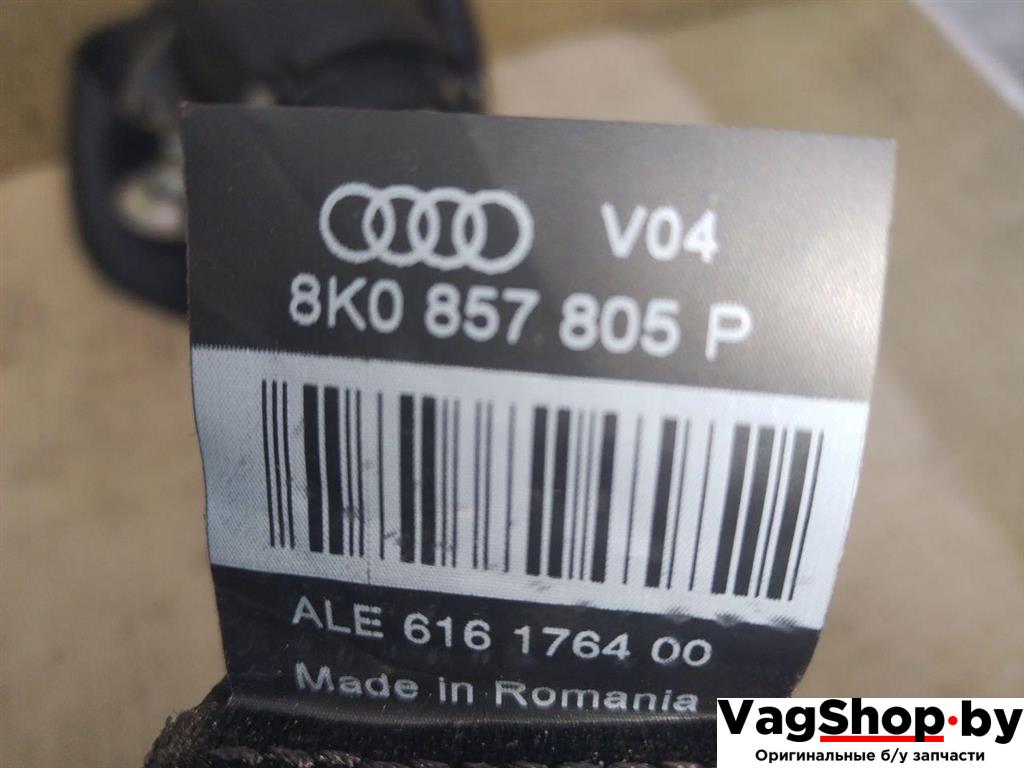 V04
8K0 857 805 P
ALE 616 1764 00
Made in Romania
VagShop.by
Оригинальные б/у запчасти